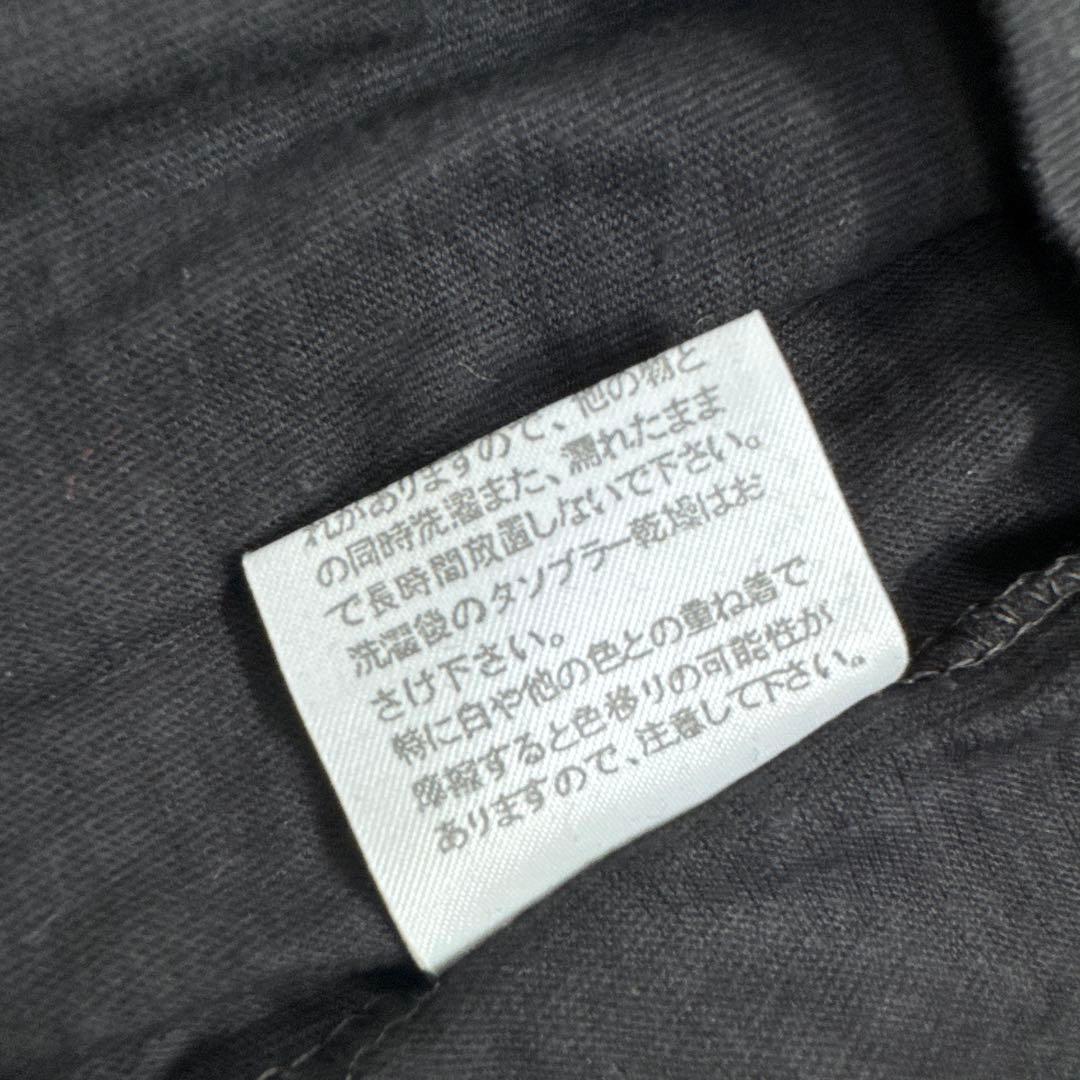 れがありますので、他の物と
の同時洗濯また、濡れたまま
で長時間放置しないで下さい。
洗濯後のタソブラー乾燥はお
さけ下さい。
特に白や他の色との重ね着で
摩擦すると色移りの可能性が
ありますので、注意して下さい。